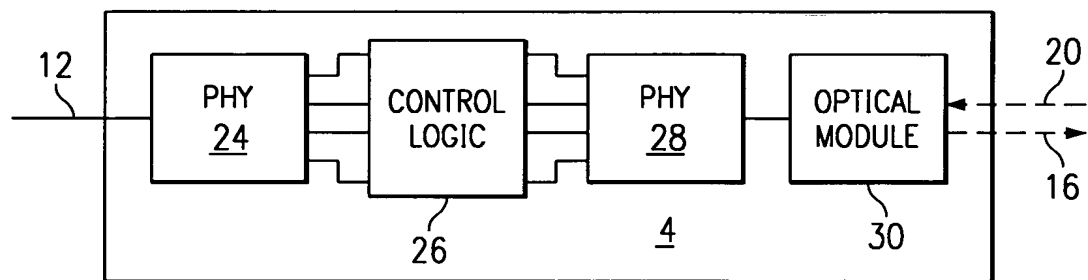 12
PHY
24
CONTROL
LOGIC
26
PHY
28
4
OPTICAL
MODULE
30
20
16